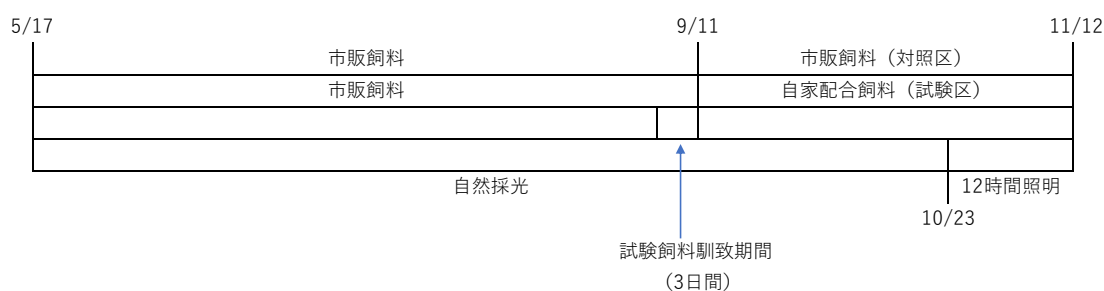 5/17
9/11
11/12
市販飼料
市販飼料（対照区）
市販飼料
自家配合飼料（試験区）
自然採光
12時間照明
10/23
試験飼料馴致期間
（3日間）